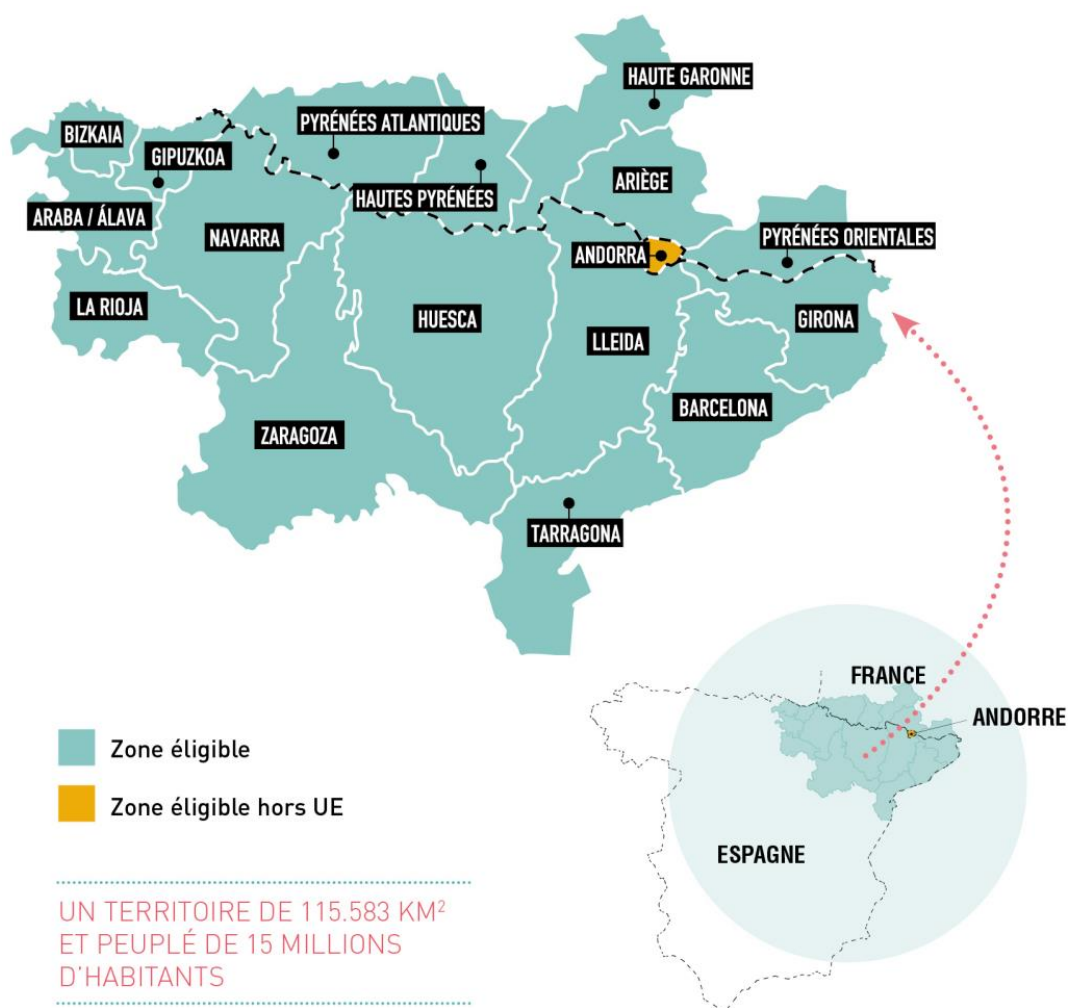 HAUTE GARONNE
PYRÉNÉES ATLANTIQUES
BIZKAIA
GIPUZKOA
ARIÈGE
HAUTES PYRÉNÉES
ARABA / ÁLAVA
NAVARRA
PYRÉNÉES ORIENTALES
ANDORRA
LA RIOJA
HUESCA
GIRONA
LLEIDA
BARCELONA
ZARAGOZA
TARRAGONA
FRANCE
ANDORRE
ESPAGNE
Zone éligible
Zone éligible hors UE
UN TERRITOIRE DE 115.583 KM²
ET PEUPLÉ DE 15 MILLIONS
D'HABITANTS